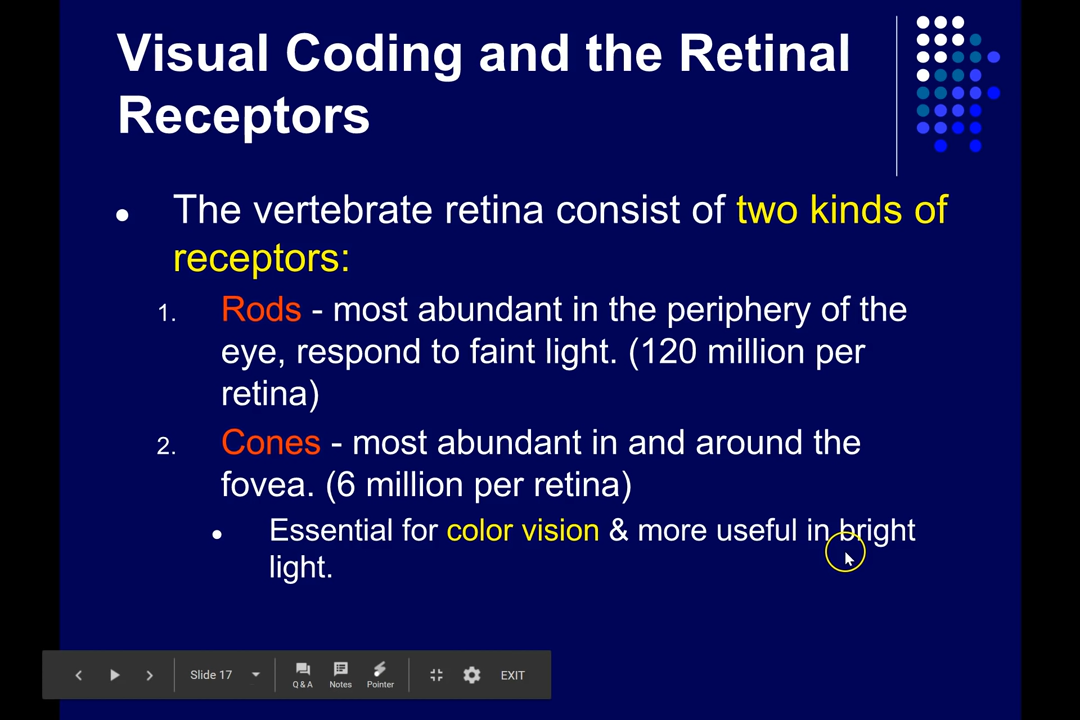 Visual Coding and the Retinal
Receptors
● The vertebrate retina consist of two kinds of
receptors:
1. Rods - most abundant in the periphery of the
eye, respond to faint light. (120 million per
retina)
2. Cones - most abundant in and around the
fovea. (6 million per retina)
● Essential for color vision & more useful in bright
light.
Slide 17
Q & A
Notes
Pointer
EXIT